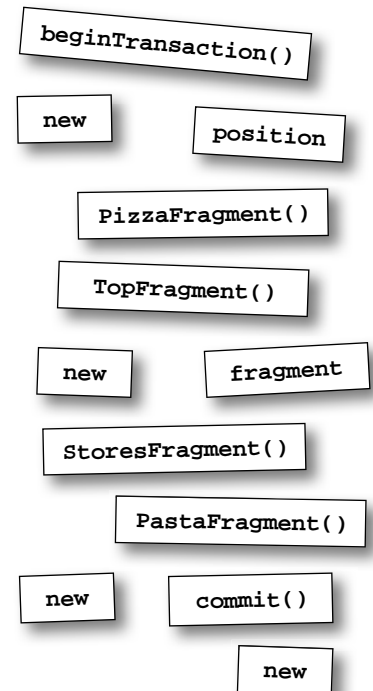 beginTransaction()
new position
PizzaFragment()
TopFragment()
new fragment
StoresFragment()
PastaFragment()
new commit()
new